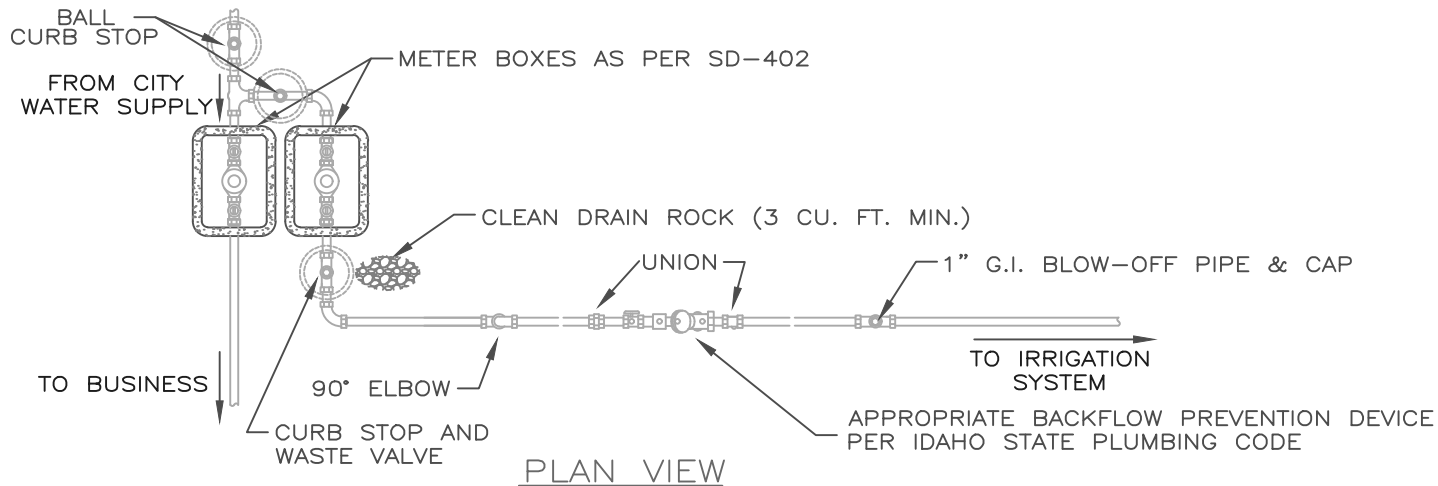 BALL
CURB STOP
METER BOXES AS PER SD-402
FROM CITY
WATER SUPPLY
CLEAN DRAIN ROCK (3 CU. FT. MIN.)
UNION
1" G.I. BLOW-OFF PIPE & CAP
TO IRRIGATION
SYSTEM
TO BUSINESS
90° ELBOW
APPROPRIATE BACKFLOW PREVENTION DEVICE
PER IDAHO STATE PLUMBING CODE
CURB STOP AND
WASTE VALVE
PLAN VIEW